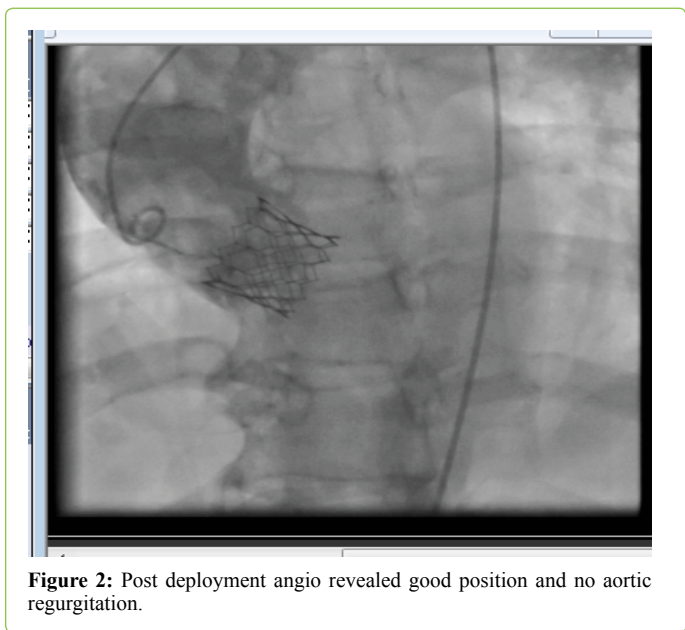 Figure 2: Post deployment angio revealed good position and no aortic
regurgitation.